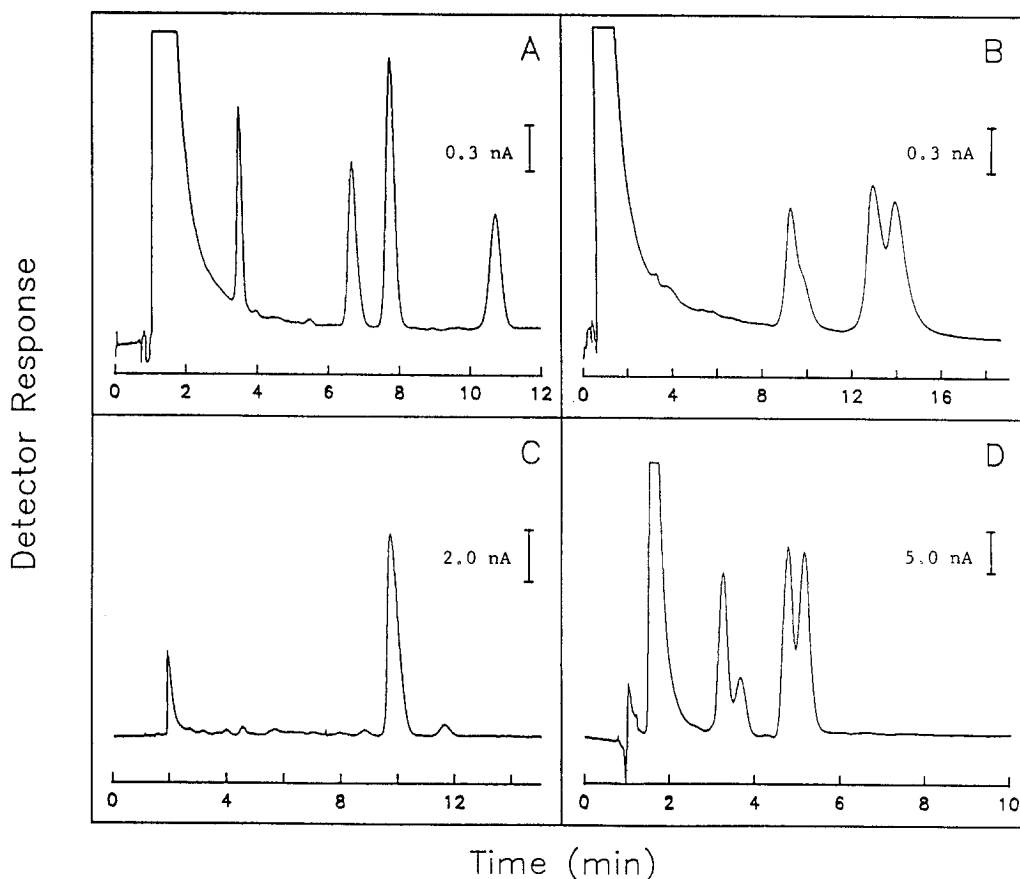 Detector Response
A
0.3 nA
0 2 4 6 8 10 12
B
0.3 nA
0 4 8 12 16
C
2.0 nA
0 4 8 12
D
5.0 nA
0 2 4 6 8 10
Time (min)